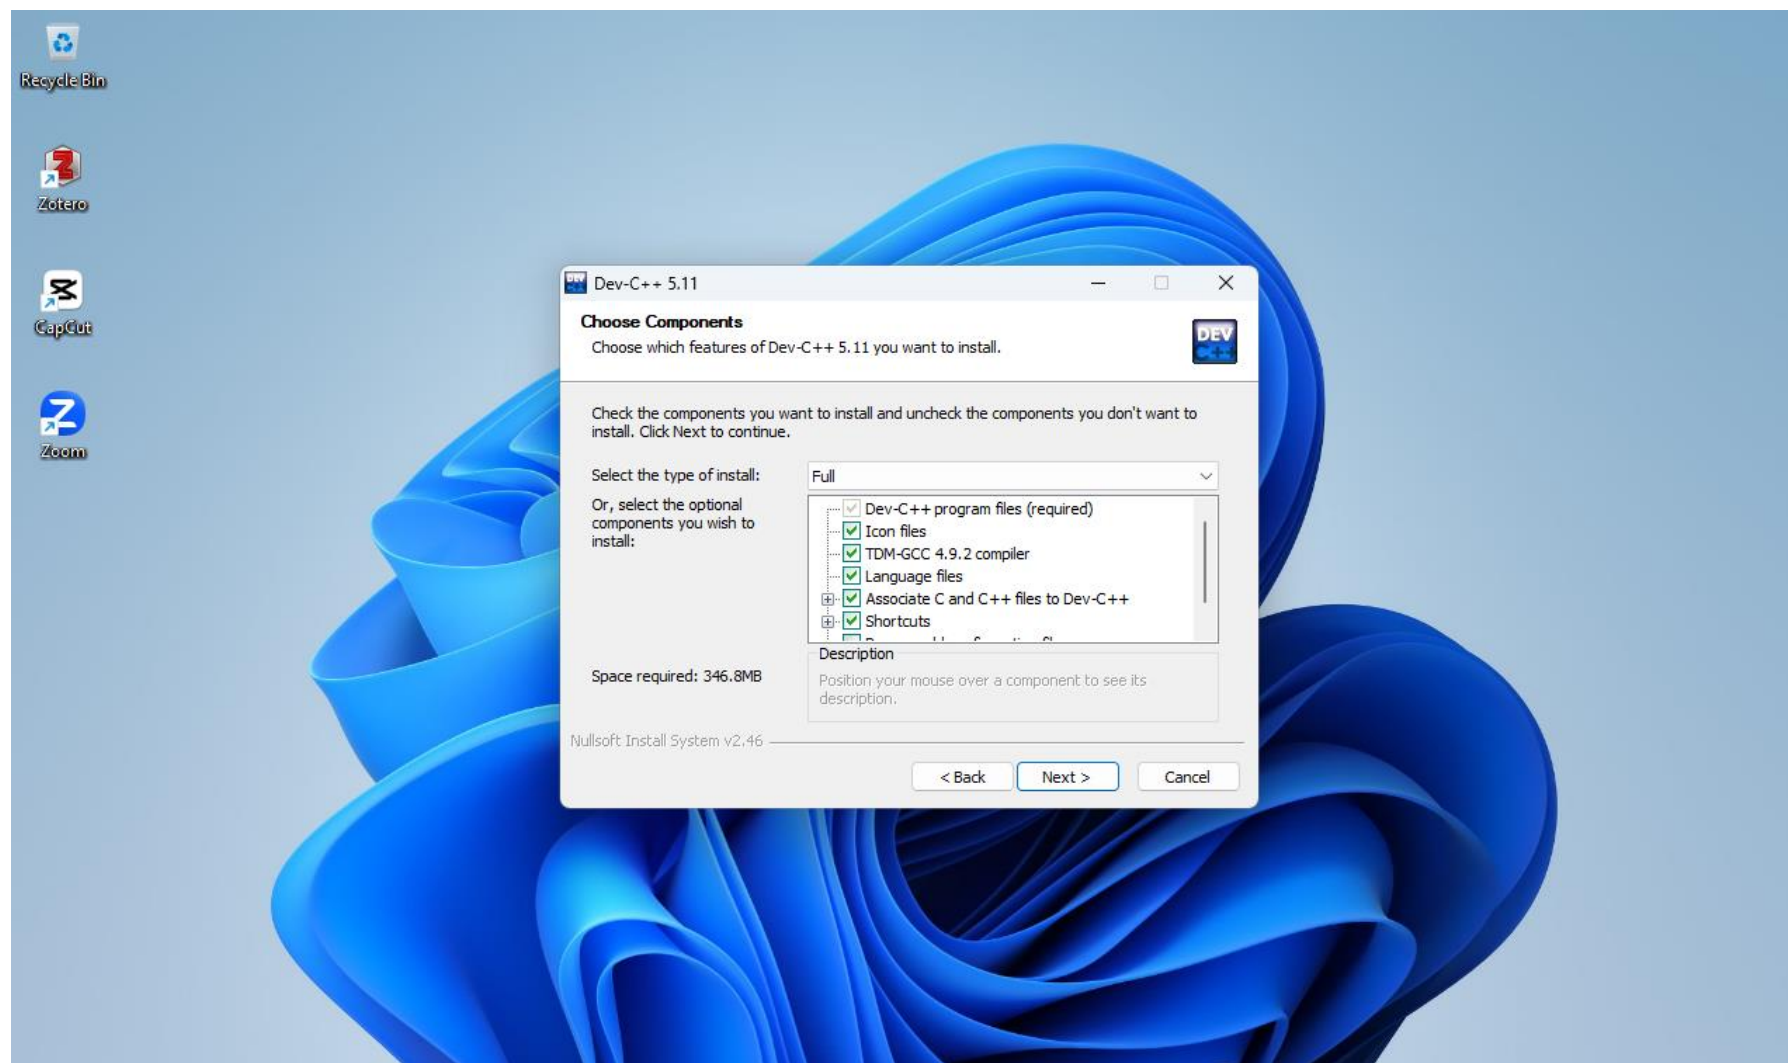 Recycle Bin
Zotero
CapCut
Zoom
Dev-C++ 5.11
Choose Components
Choose which features of Dev-C++ 5.11 you want to install.
DEV
C++
Check the components you want to install and uncheck the components you don't want to
install. Click Next to continue.
Select the type of install:
Full
Or, select the optional
components you wish to
install:
Dev-C++ program files (required)
Icon files
TDM-GCC 4.9.2 compiler
Language files
Associate C and C++ files to Dev-C++
Shortcuts
Space required: 346.8MB
Description
Position your mouse over a component to see its
description.
Nullsoft Install System v2.46
< Back
Next >
Cancel